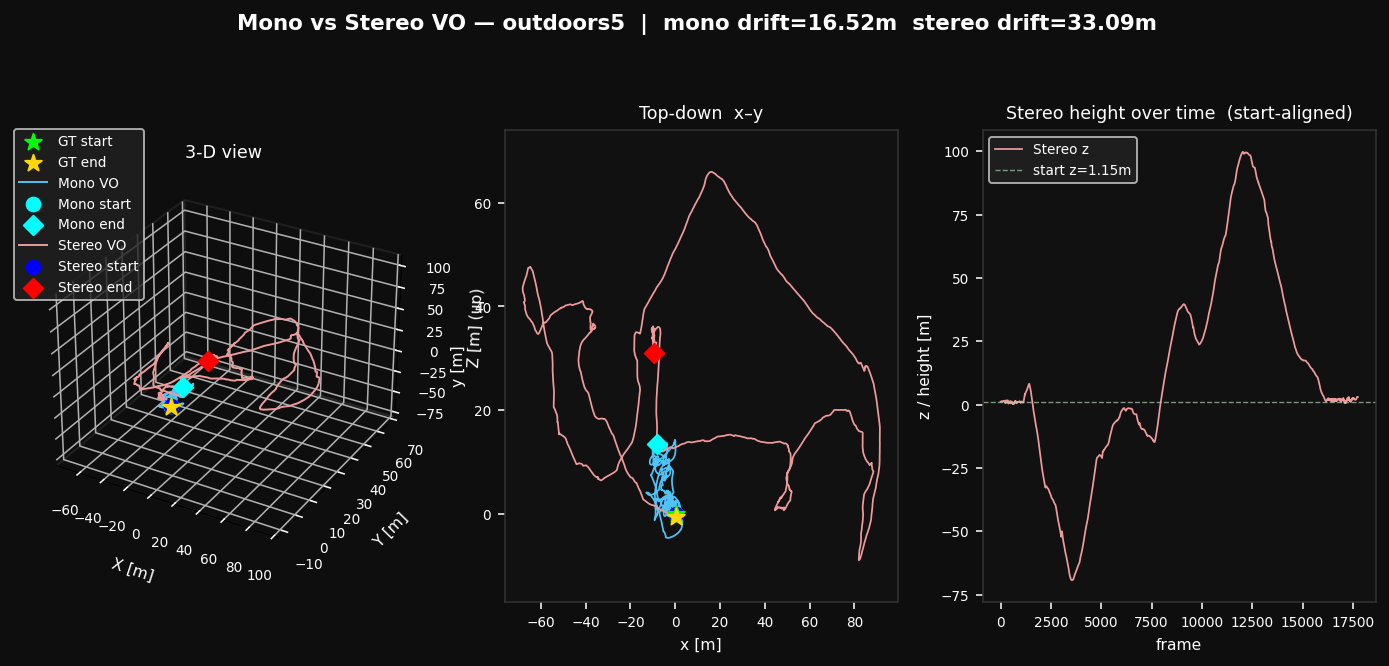 Mono vs Stereo VO — outdoors5  |  mono drift=16.52m  stereo drift=33.09m
GT start
GT end
Mono VO
Mono start
Mono end
Stereo VO
Stereo start
Stereo end
3-D view
100
75
50
25
0
−25
−50
−75
Z [m] (up)
70
60
50
40
30
20
10
0
−10
Y [m]
−60
−40
−20
0
20
40
60
80
100
X [m]
Top-down  x–y
60
40
20
0
y [m]
−60
−40
−20
0
20
40
60
80
x [m]
Stereo height over time  (start-aligned)
Stereo z
start z=1.15m
100
75
50
25
0
−25
−50
−75
z / height [m]
0
2500
5000
7500
10000
12500
15000
17500
frame